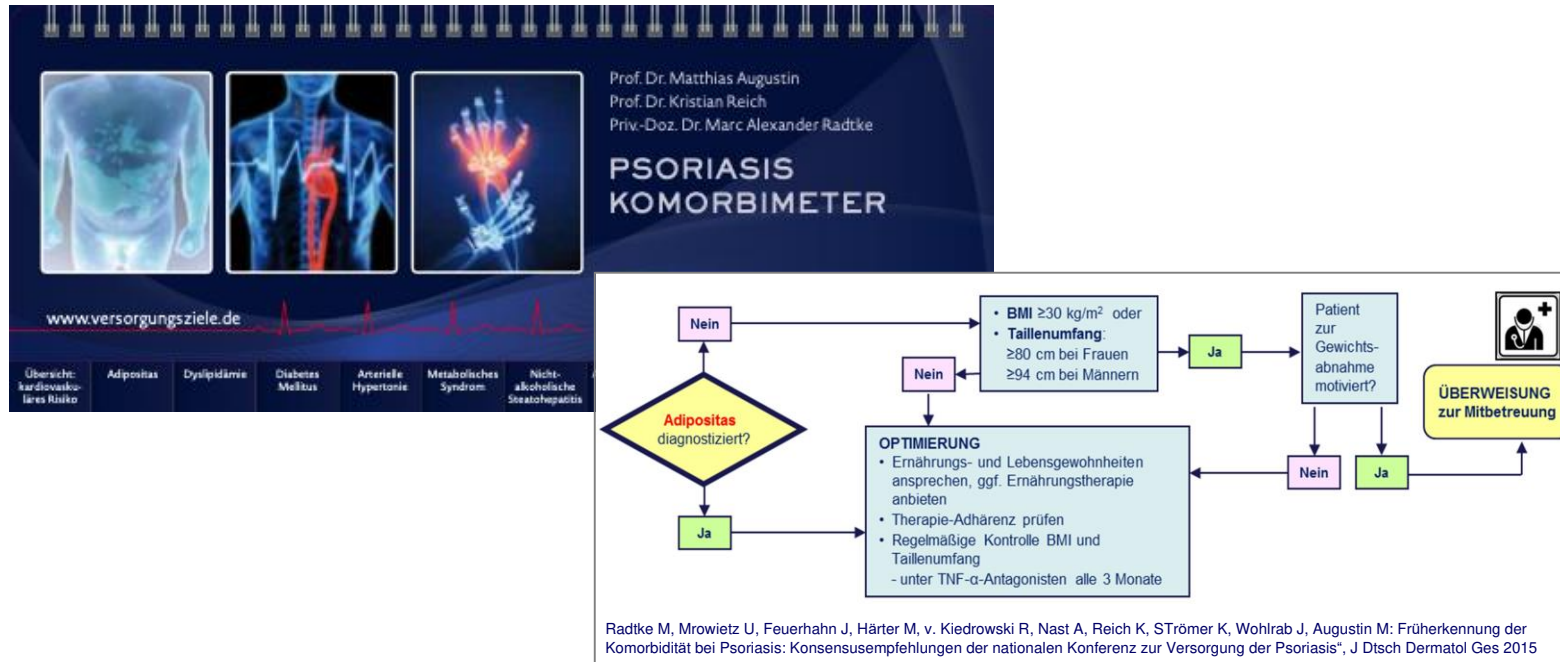 Prof. Dr. Matthias Augustin
Prof. Dr. Kristian Reich
Priv.-Doz. Dr. Marc Alexander Radtke
PSORIASIS
KOMORBIMETER
www.versorgungsziele.de
Übersicht:
kardiovasku-
läres Risiko
Adipositas
Dyslipidämie
Diabetes
Mellitus
Arterielle
Hypertonie
Metabolisches
Syndrom
Nicht-
alkoholische
Steatohepatitis
Adipositas
diagnostiziert?
Nein
Ja
• BMI ≥30 kg/m² oder
• Taillenumfang:
≥80 cm bei Frauen
≥94 cm bei Männern
Nein
Ja
Patient
zur
Gewichts-
abnahme
motiviert?
Nein
Ja
ÜBERWEISUNG
zur Mitbetreuung
OPTIMIERUNG
• Ernährungs- und Lebensgewohnheiten
ansprechen, ggf. Ernährungstherapie
anbieten
• Therapie-Adhärenz prüfen
• Regelmäßige Kontrolle BMI und
Taillenumfang
- unter TNF-α-Antagonisten alle 3 Monate
Radtke M, Mrowietz U, Feuerhahn J, Härter M, v. Kiedrowski R, Nast A, Reich K, STrömer K, Wohlrab J, Augustin M: Früherkennung der
Komorbidität bei Psoriasis: Konsensusempfehlungen der nationalen Konferenz zur Versorgung der Psoriasis“, J Dtsch Dermatol Ges 2015